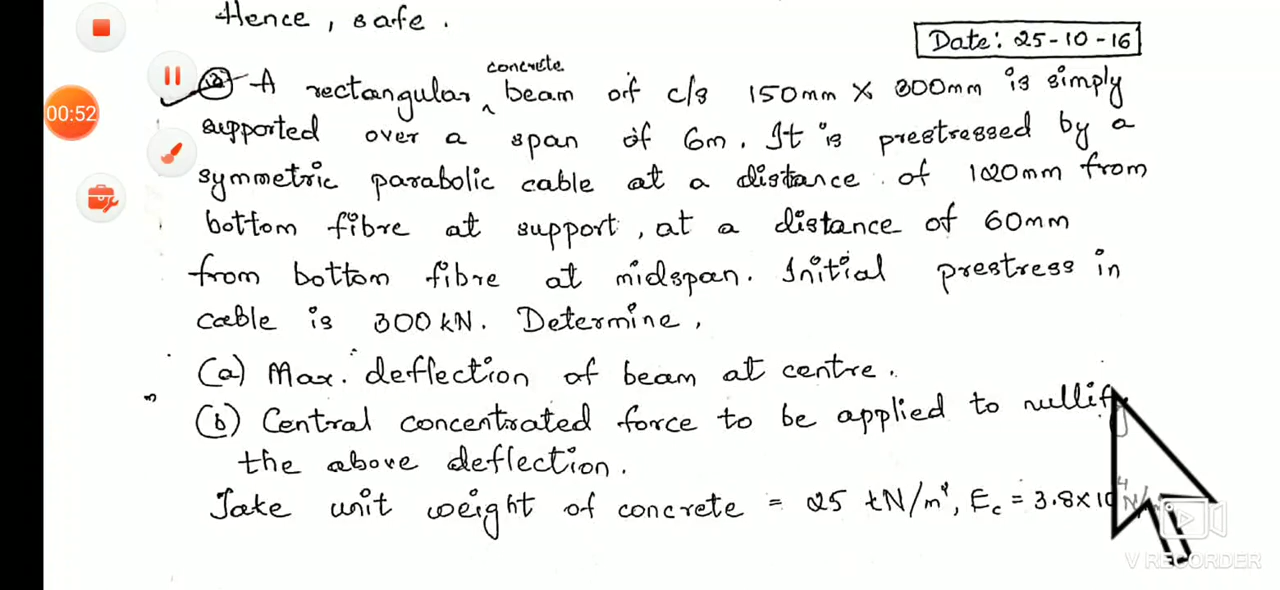 Hence, safe.
Date: 25-10-16
A rectangular concrete beam of c/s 150mm X 300mm is simply
supported over a span of 6m. It is prestressed by a
symmetric parabolic cable at a distance of 120mm from
bottom fibre at support, at a distance of 60mm
from bottom fibre at midspan. Initial prestress in
cable is 300 kN. Determine,
(a) Max. deflection of beam at centre.
(b) Central concentrated force to be applied to nullify
the above deflection.
Take unit weight of concrete = 25 kN/m³, Ec = 3.8×10⁴ N/
00:52
V RECORDER